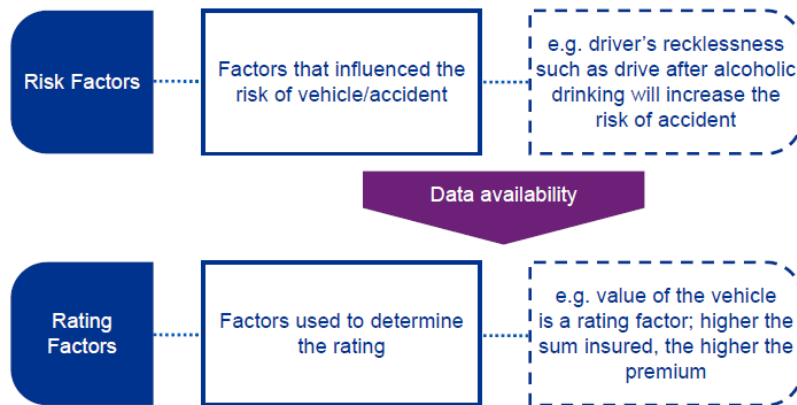 Risk Factors
Factors that influenced the
risk of vehicle/accident
e.g. driver's recklessness
such as drive after alcoholic
drinking will increase the
risk of accident
Data availability
Rating
Factors
Factors used to determine
the rating
e.g. value of the vehicle
is a rating factor; higher the
sum insured, the higher the
premium